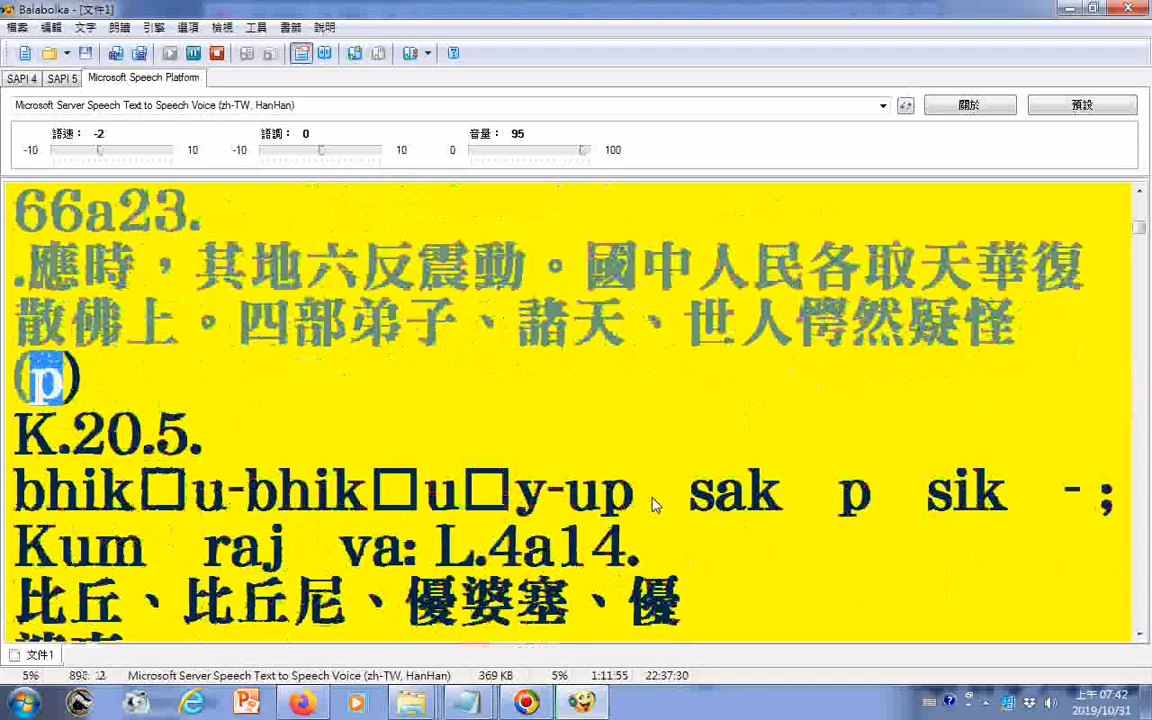 Balabolka - [文件1]
檔案 編輯 文字 朗讀 引擎 選項 檢視 工具 書籤 說明
SAPI 4 SAPI 5 Microsoft Speech Platform
Microsoft Server Speech Text to Speech Voice (zh-TW, HanHan) 關於 預設
語速： -2 語調： 0 音量： 95
-10 10 -10 10 0 100
66a23.
.應時，其地六反震動。國中人民各取天華復
散佛上。四部弟子、諸天、世人愕然疑怪
(p)
K.20.5.
bhik□u-bhik□u□y-up sak p sik - ;
Kum raj va: L.4a14.
比丘、比丘尼、優婆塞、優
文件1
5% Microsoft Server Speech Text to Speech Voice (zh-TW, HanHan) 369 KB 5% 1:11:55 22:37:30
上午 07:42
2019/10/31